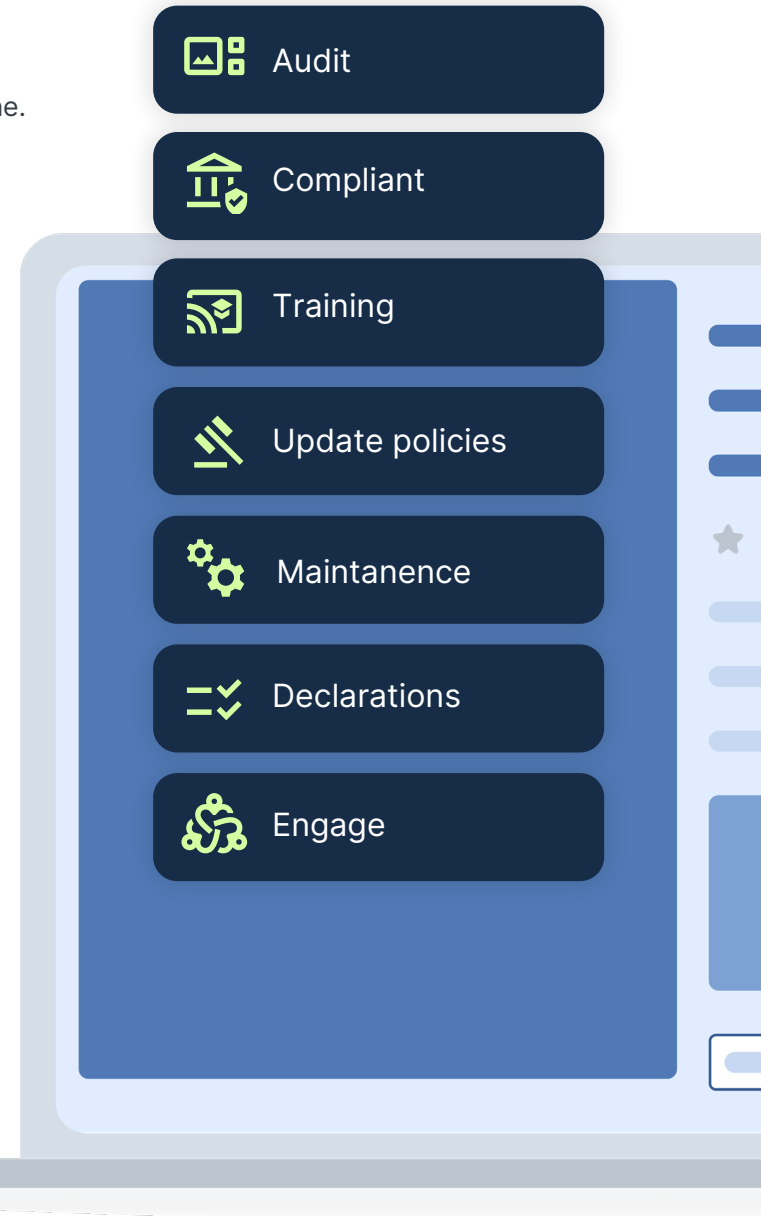 Audit
ne.
Compliant
Training
Update policies
Maintanence
Declarations
Engage